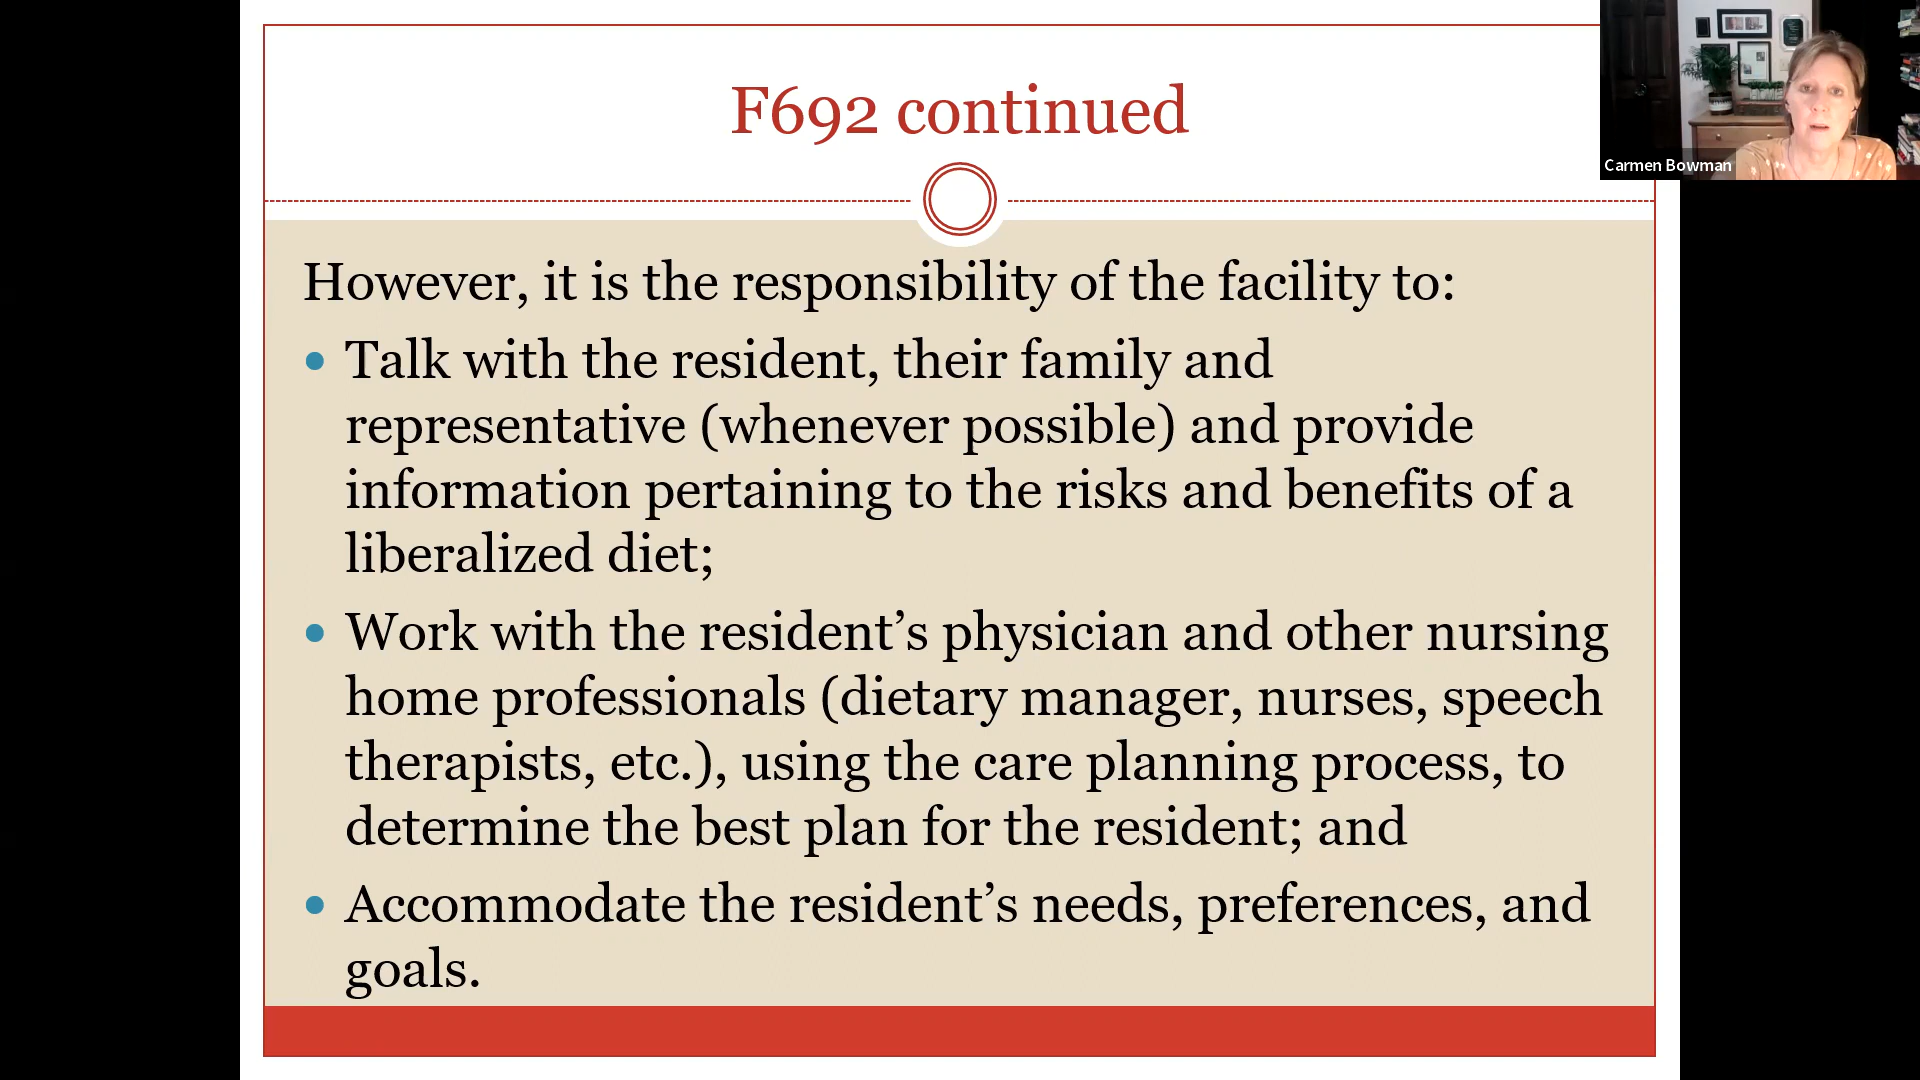 F692 continued
Carmen Bowman
However, it is the responsibility of the facility to:
• Talk with the resident, their family and
representative (whenever possible) and provide
information pertaining to the risks and benefits of a
liberalized diet;
• Work with the resident’s physician and other nursing
home professionals (dietary manager, nurses, speech
therapists, etc.), using the care planning process, to
determine the best plan for the resident; and
• Accommodate the resident’s needs, preferences, and
goals.